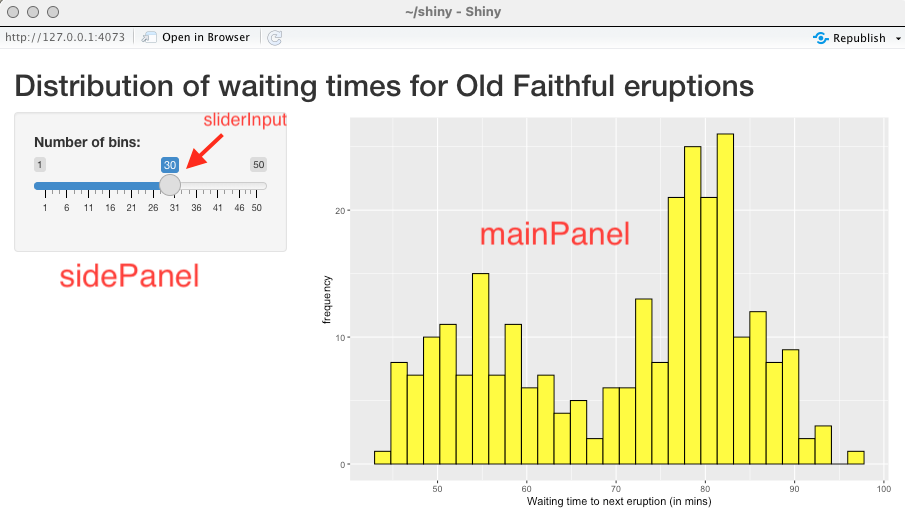 ~/shiny - Shiny
http://127.0.0.1:4073 Open in Browser Republish
Distribution of waiting times for Old Faithful eruptions
sliderInput
Number of bins:
1 30 50
1 6 11 16 21 26 31 36 41 46 50
sidePanel
mainPanel
frequency
20
10
0
50 60 70 80 90 100
Waiting time to next eruption (in mins)